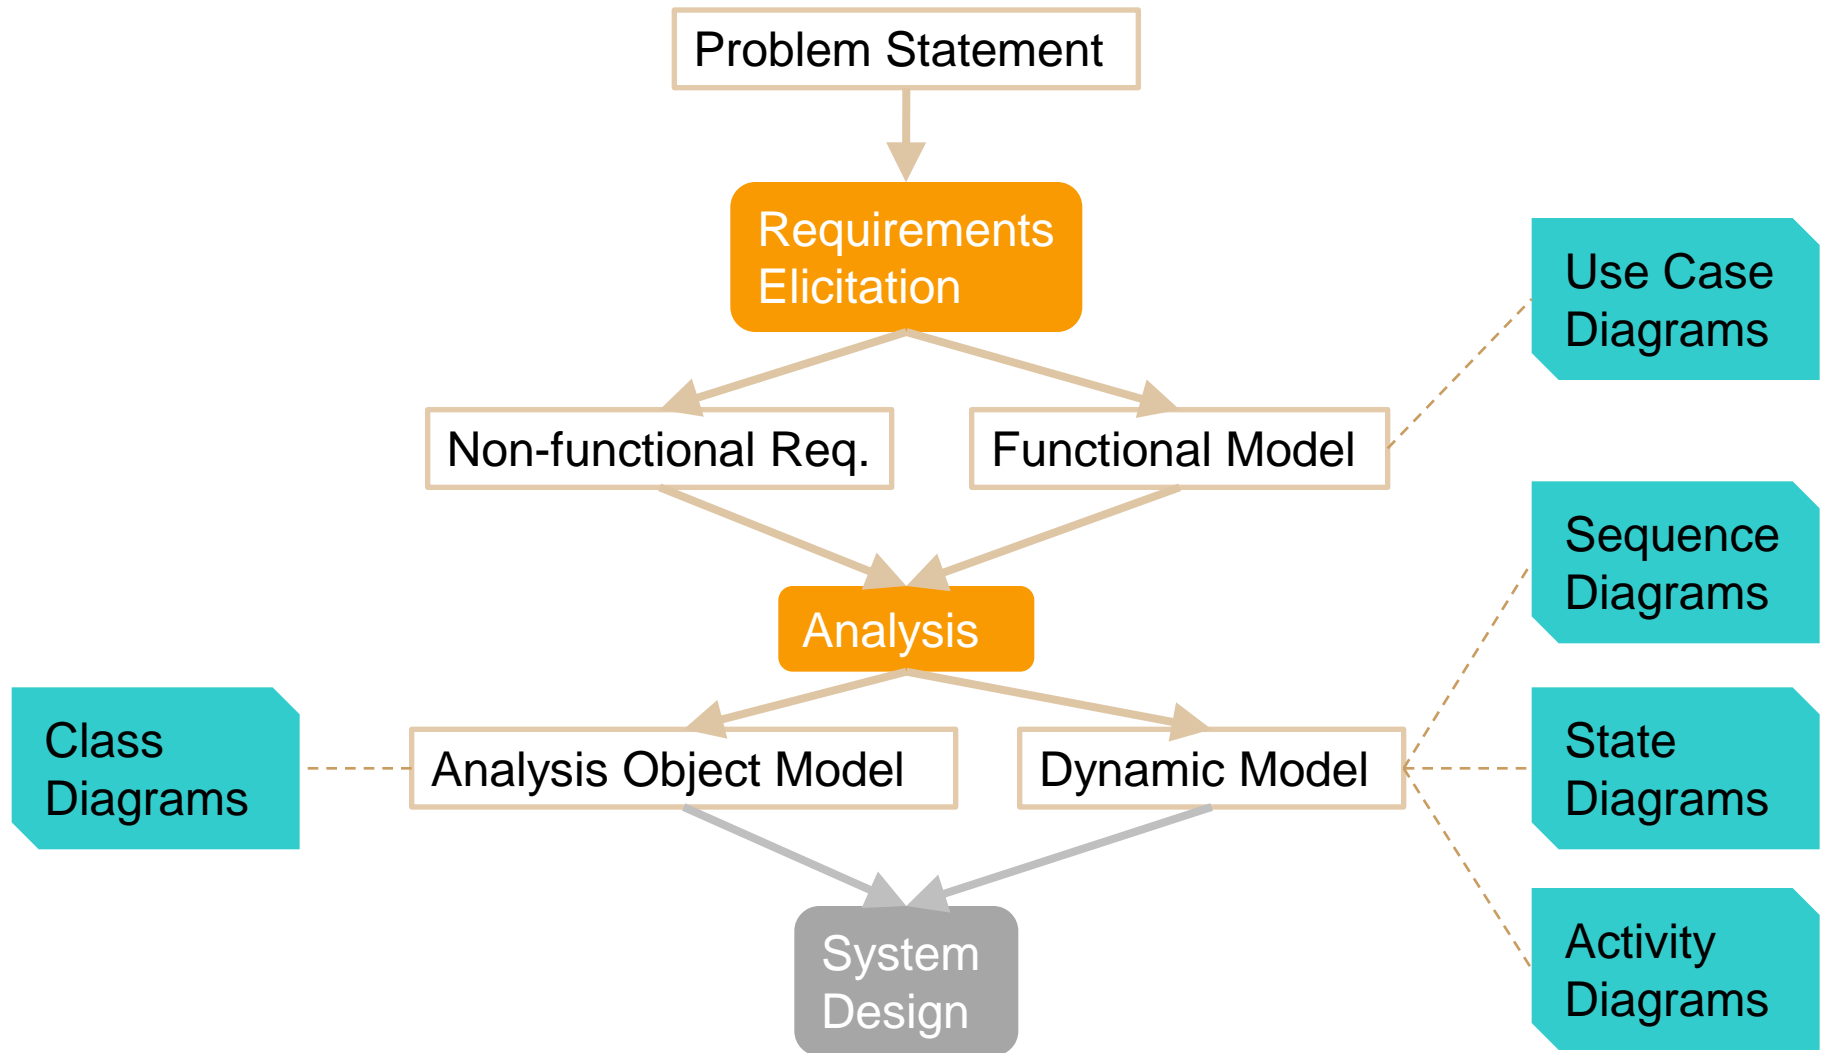 Problem Statement
Requirements
Elicitation
Use Case
Diagrams
Non-functional Req.
Functional Model
Sequence
Diagrams
Analysis
Class
Diagrams
Analysis Object Model
Dynamic Model
State
Diagrams
System
Design
Activity
Diagrams